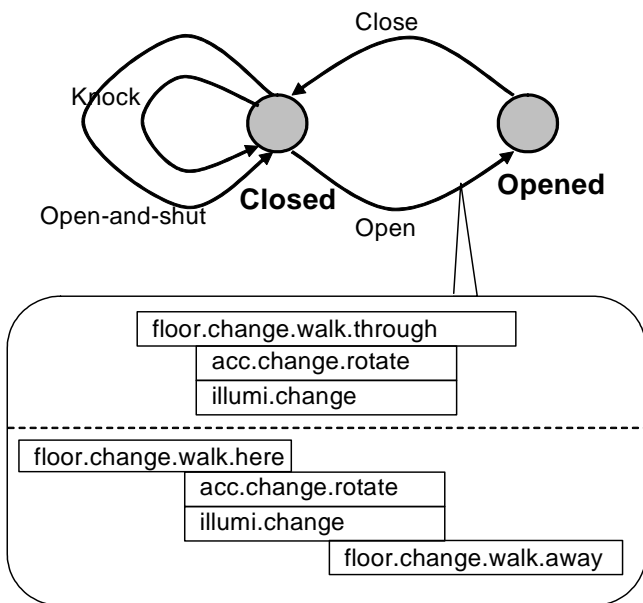 Close
Knock
Closed
Opened
Open-and-shut
Open
floor.change.walk.through
acc.change.rotate
illumi.change
floor.change.walk.here
acc.change.rotate
illumi.change
floor.change.walk.away